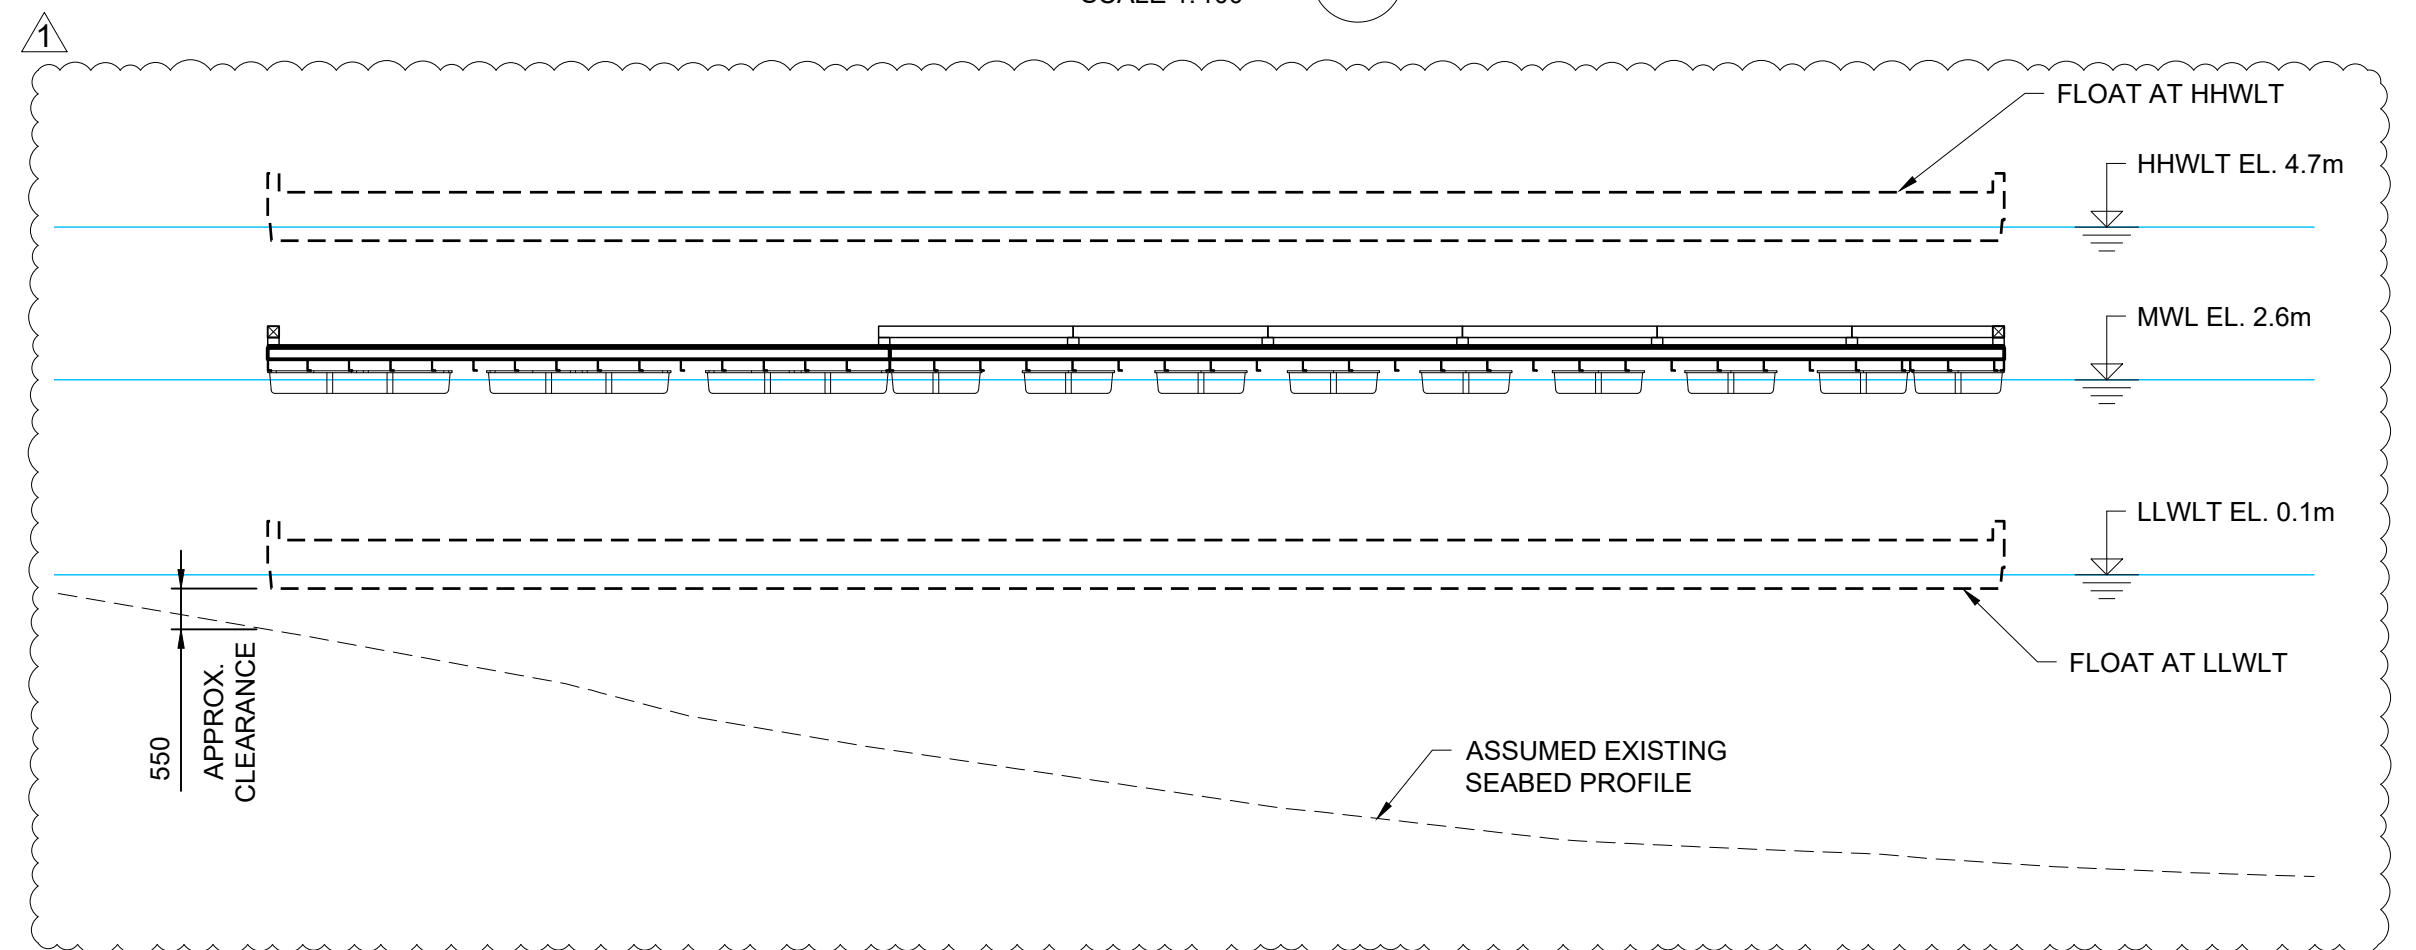 1
FLOAT AT HHWLT
HHWLT EL. 4.7m
MWL EL. 2.6m
LLWLT EL. 0.1m
FLOAT AT LLWLT
550
APPROX.
CLEARANCE
ASSUMED EXISTING
SEABED PROFILE